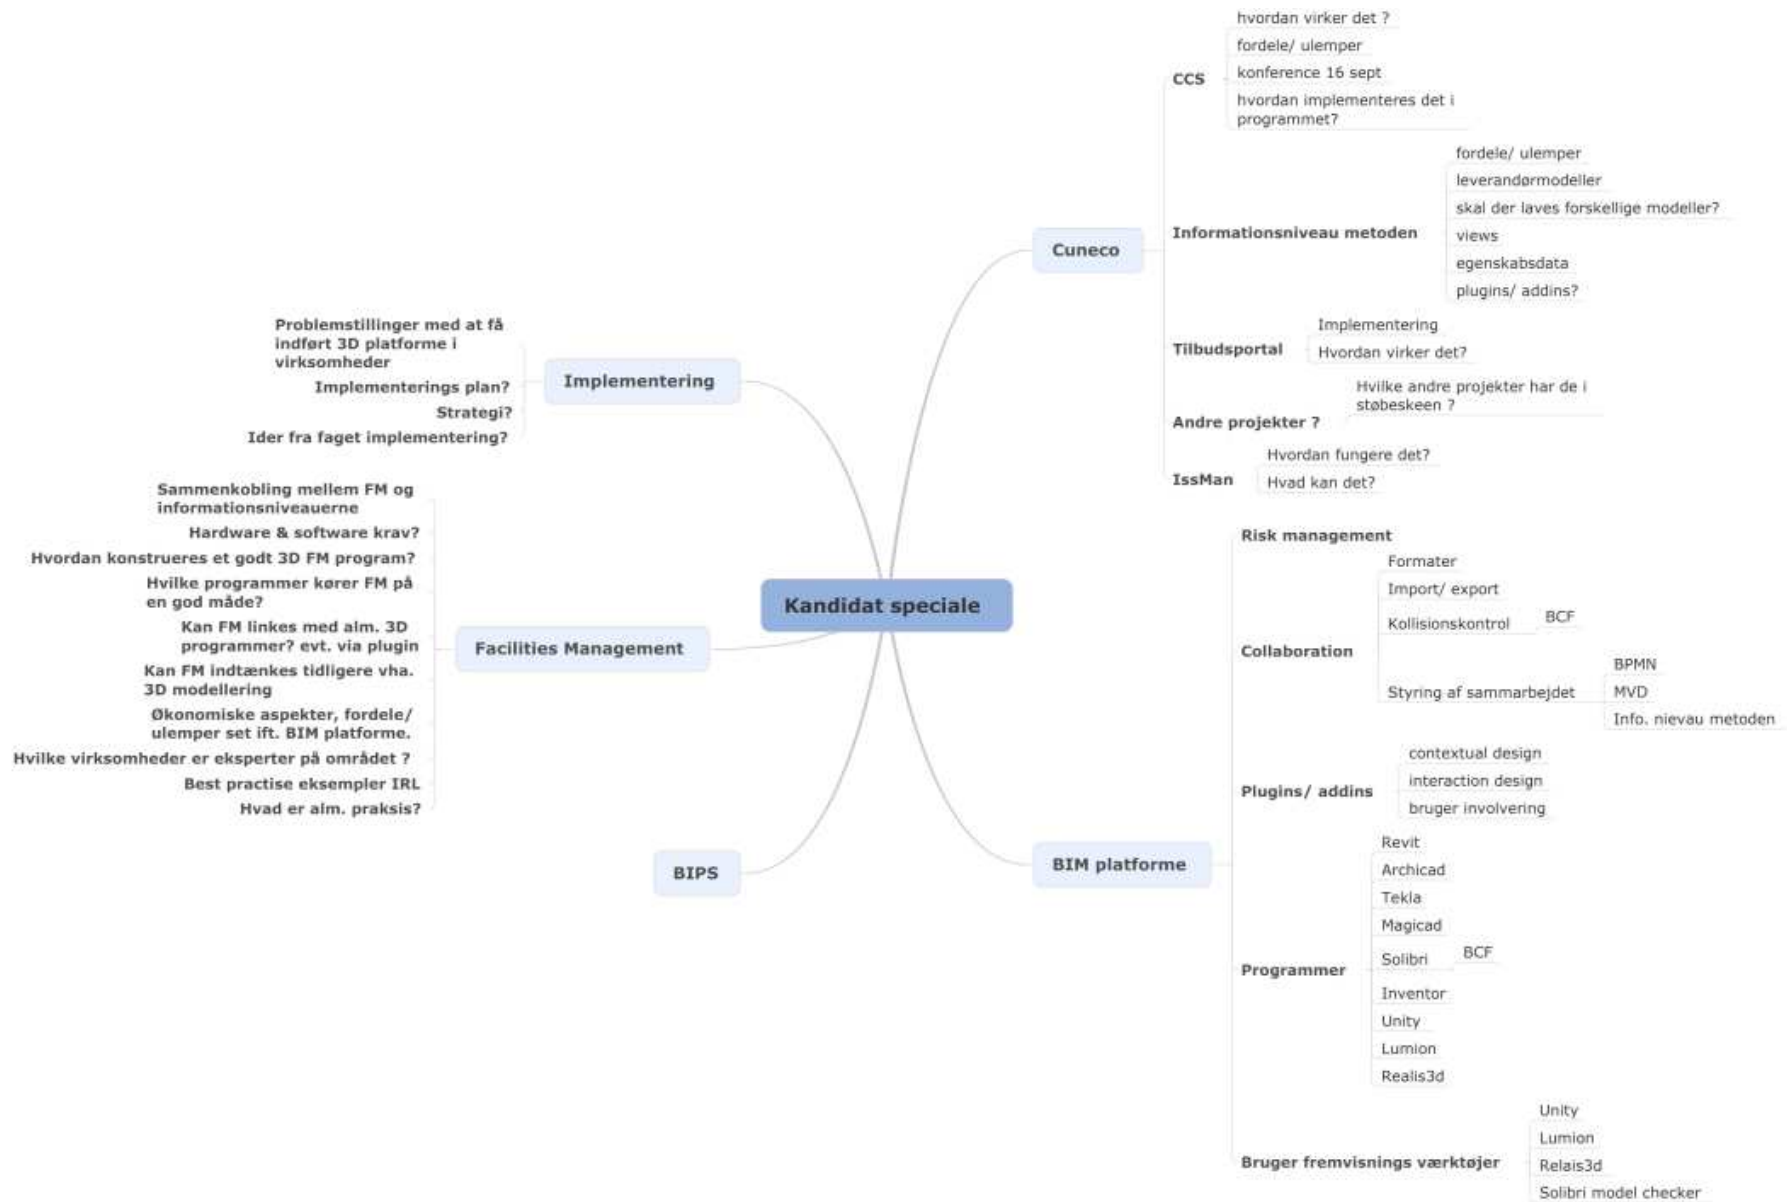 Kandidat speciale
Cuneco
CCS
hvordan virker det ?
fordele/ ulemper
konference 16 sept
hvordan implementeres det i
programmet?
Informationsniveau metoden
fordele/ ulemper
leverandørmodeller
skal der laves forskellige modeller?
views
egenskabsdata
plugins/ addins?
Tilbudsportal
Implementering
Hvordan virker det?
Andre projekter ?
Hvilke andre projekter har de i
støbeskeen ?
IssMan
Hvordan fungere det?
Hvad kan det?
BIM platforme
Risk management
Collaboration
Formater
Import/ export
Kollisionskontrol
BCF
Styring af sammarbejdet
BPMN
MVD
Info. nievau metoden
Plugins/ addins
contextual design
interaction design
bruger involvering
Programmer
Revit
Archicad
Tekla
Magicad
Solibri
BCF
Inventor
Unity
Lumion
Realis3d
Bruger fremvisnings værktøjer
Unity
Lumion
Relais3d
Solibri model checker
Implementering
Problemstillinger med at få
indført 3D platforme i
virksomheder
Implementerings plan?
Strategi?
Ider fra faget implementering?
Facilities Management
Sammenkobling mellem FM og
informationsniveauerne
Hardware & software krav?
Hvordan konstrueres et godt 3D FM program?
Hvilke programmer kører FM på
en god måde?
Kan FM linkes med alm. 3D
programmer? evt. via plugin
Kan FM indtænkes tidligere vha.
3D modellering
Økonomiske aspekter, fordele/
ulemper set ift. BIM platforme.
Hvilke virksomheder er eksperter på området ?
Best practise eksempler IRL
Hvad er alm. praksis?
BIPS